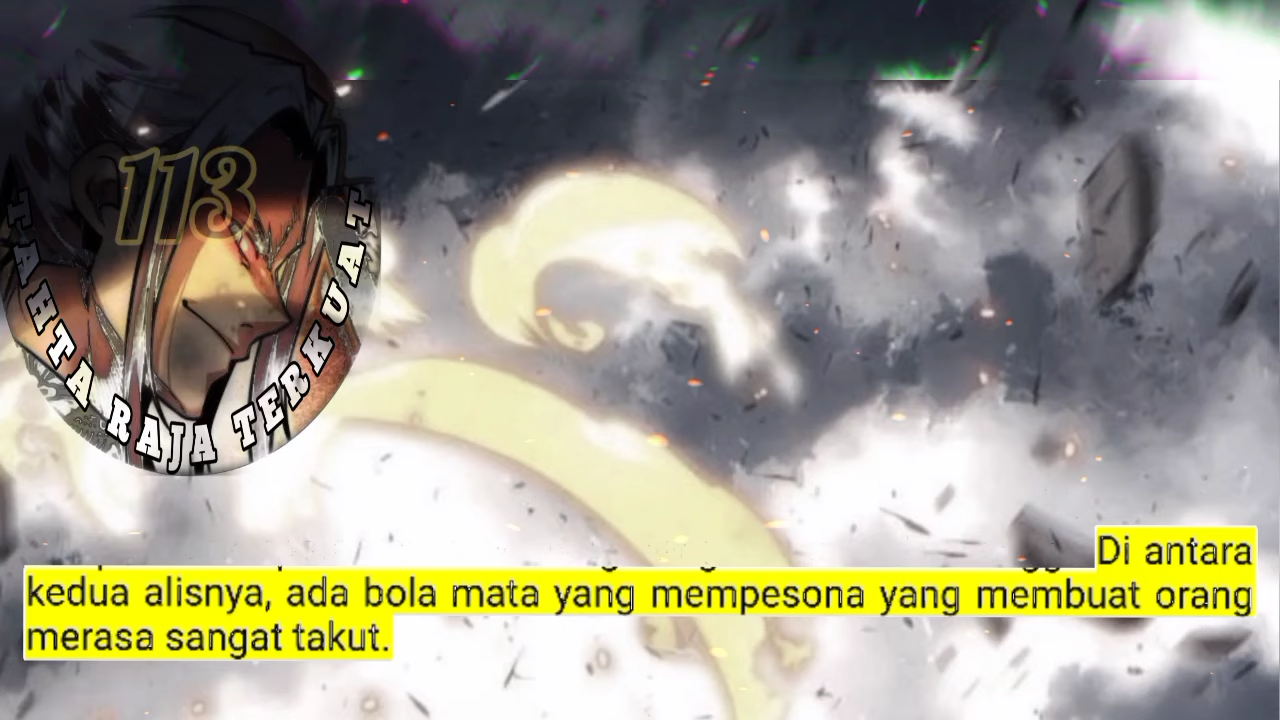 113
TAHTA RAJA TERKUAT
Di antara
kedua alisnya, ada bola mata yang mempesona yang membuat orang
merasa sangat takut.